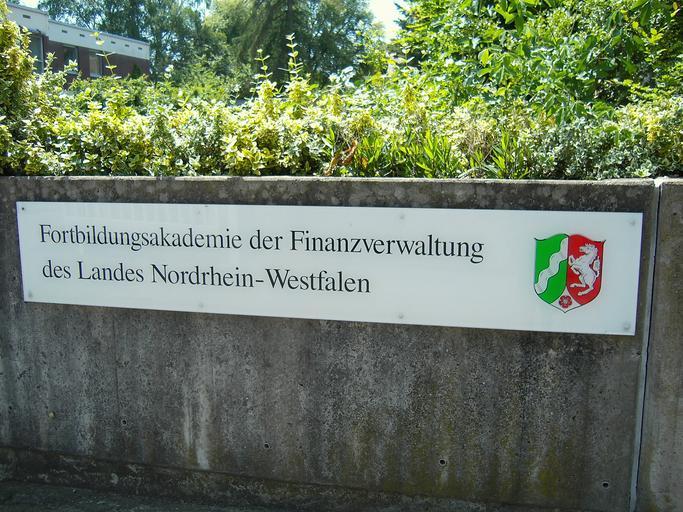 Fortbildungsakademie der Finanzverwaltung
des Landes Nordrhein-Westfalen